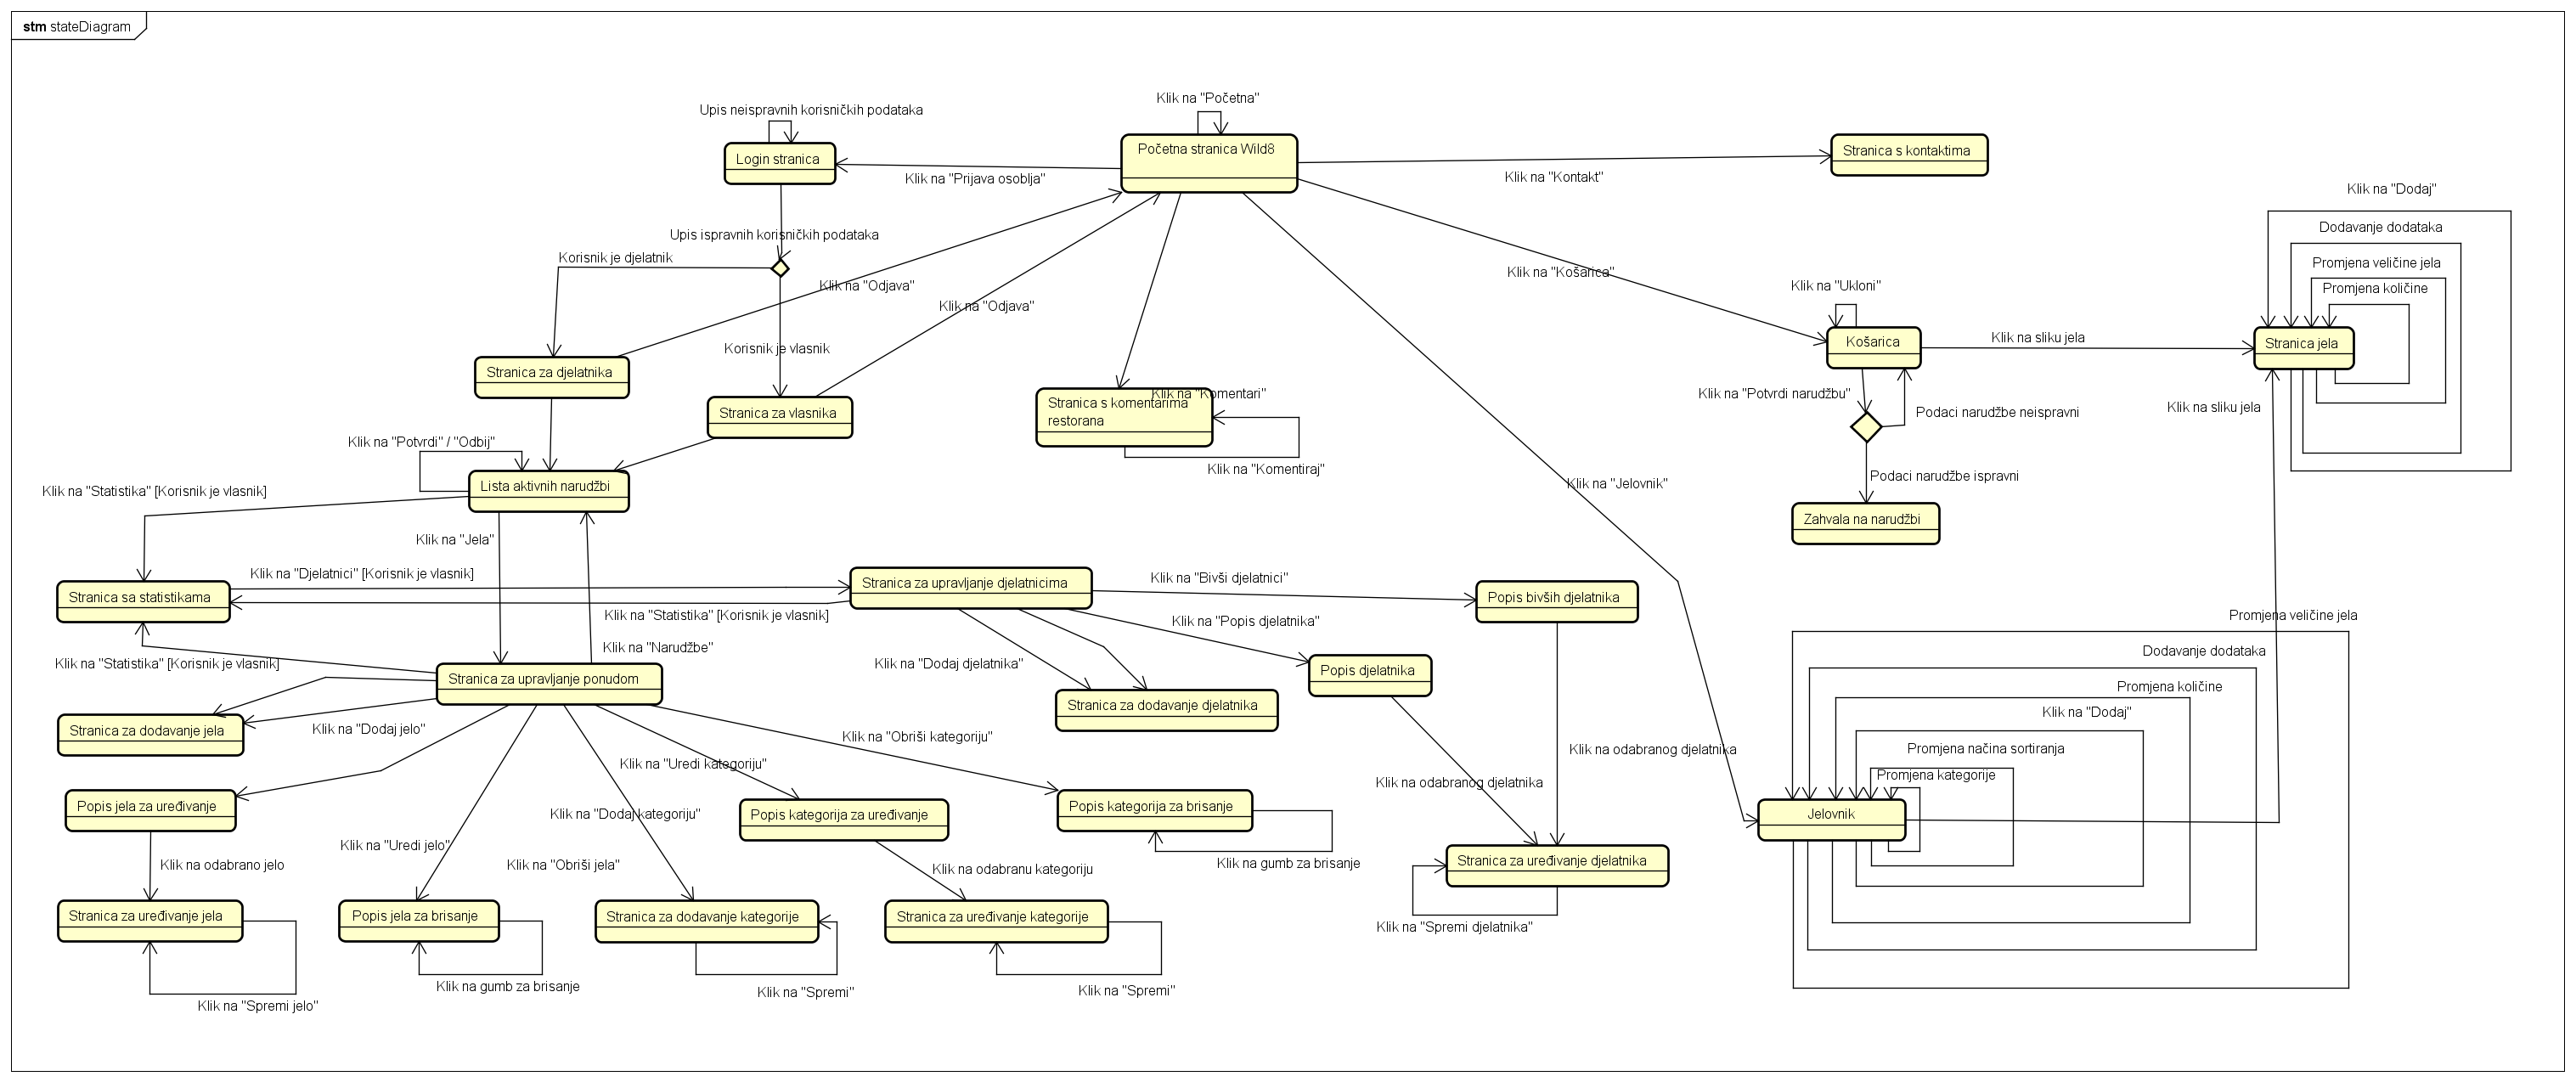 stm stateDiagram
Klik na "Početna"
Upis neispravnih korisničkih podataka
Početna stranica Wild8
Login stranica
Stranica s kontaktima
Klik na "Prijava osoblja"
Klik na "Kontakt"
Klik na "Dodaj"
Dodavanje dodataka
Upis ispravnih korisničkih podataka
Korisnik je djelatnik
Promjena veličine jela
Klik na "Košarica"
Klik na "Odjava"
Klik na "Ukloni"
Promjena količine
Klik na "Odjava"
Klik na sliku jela
Košarica
Stranica jela
Korisnik je vlasnik
Stranica za djelatnika
Klik na "Komentari"
Klik na "Potvrdi narudžbu"
Stranica s komentarima
restorana
Klik na sliku jela
Stranica za vlasnika
Podaci narudžbe neispravni
Klik na "Potvrdi" / "Odbij"
Klik na "Komentiraj"
Podaci narudžbe ispravni
Klik na "Jelovnik"
Lista aktivnih narudžbi
Klik na "Statistika" [Korisnik je vlasnik]
Zahvala na narudžbi
Klik na "Jela"
Klik na "Djelatnici" [Korisnik je vlasnik]
Klik na "Bivši djelatnici"
Stranica za upravljanje djelatnicima
Stranica sa statistikama
Popis bivših djelatnika
Klik na "Statistika" [Korisnik je vlasnik]
Klik na "Popis djelatnika"
Promjena veličine jela
Klik na "Narudžbe"
Dodavanje dodataka
Klik na "Statistika" [Korisnik je vlasnik]
Klik na "Dodaj djelatnika"
Popis djelatnika
Stranica za upravljanje ponudom
Promjena količine
Stranica za dodavanje djelatnika
Klik na "Dodaj"
Stranica za dodavanje jela
Klik na "Dodaj jelo"
Klik na "Obriši kategoriju"
Klik na odabranog djelatnika
Promjena načina sortiranja
Klik na "Uredi kategoriju"
Promjena kategorije
Klik na odabranog djelatnika
Popis jela za uređivanje
Popis kategorija za brisanje
Klik na "Dodaj kategoriju"
Popis kategorija za uređivanje
Jelovnik
Klik na "Uredi jelo"
Klik na odabrano jelo
Klik na "Obriši jela"
Klik na odabranu kategoriju
Klik na gumb za brisanje
Stranica za uređivanje djelatnika
Stranica za uređivanje jela
Popis jela za brisanje
Stranica za dodavanje kategorije
Stranica za uređivanje kategorije
Klik na "Spremi djelatnika"
Klik na gumb za brisanje
Klik na "Spremi"
Klik na "Spremi"
Klik na "Spremi jelo"